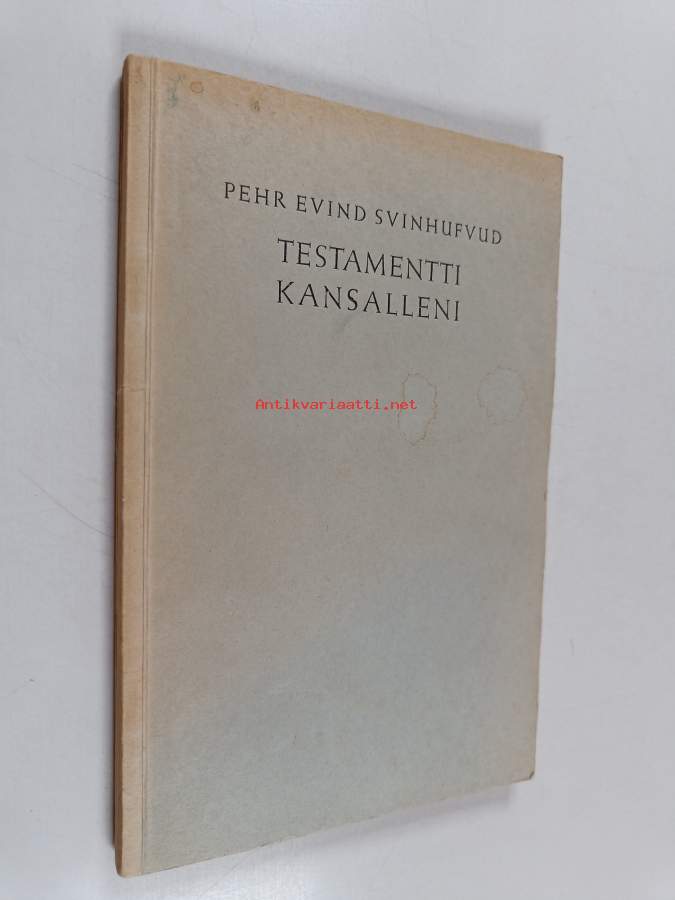 PEHR EVIND SVINHUFVUD
TESTAMENTTI
KANSALLENI
Antikvariaatti.net